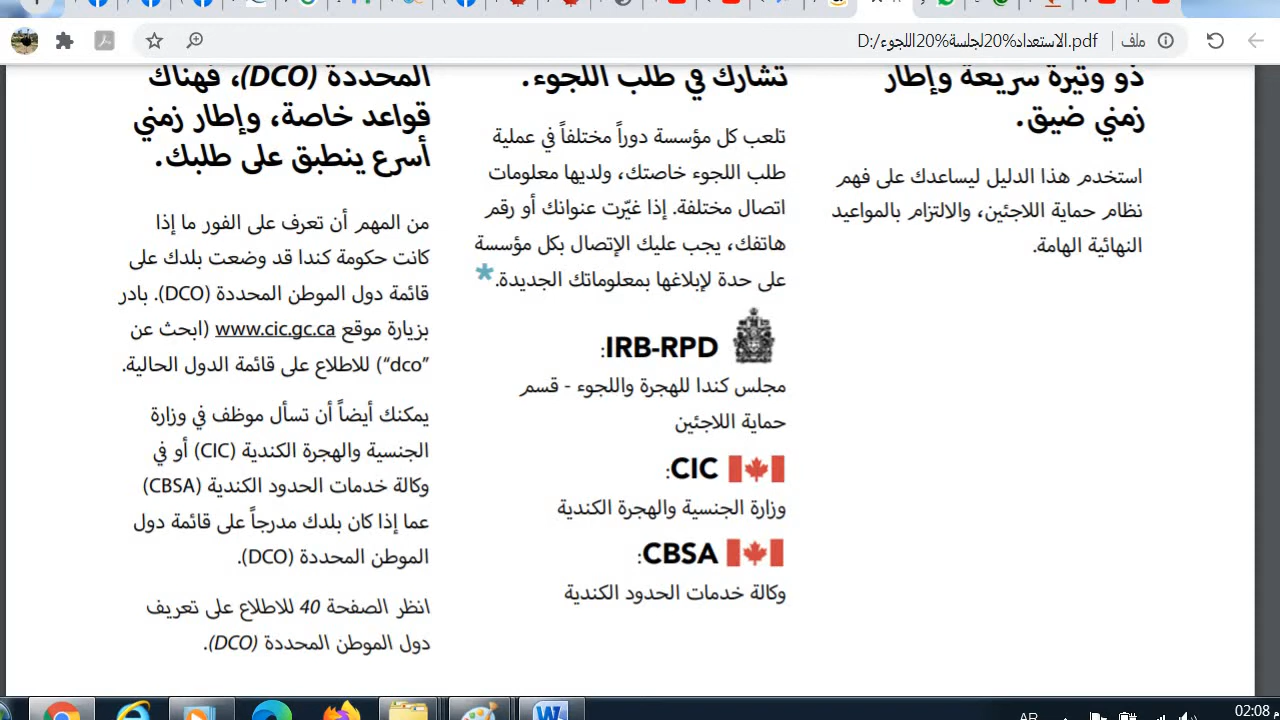 D:/الاستعداد%20لجلسة%20اللجوء.pdf
ملف
ذو وتيرة سريعة وإطار
زمني ضيق.
استخدم هذا الدليل ليساعدك على فهم
نظام حماية اللاجئين، والالتزام بالمواعيد
النهائية الهامة.
تشارك في طلب اللجوء.
تلعب كل مؤسسة دوراً مختلفاً في عملية
طلب اللجوء خاصتك، ولديها معلومات
اتصال مختلفة. إذا غيّرت عنوانك أو رقم
هاتفك، يجب عليك الإتصال بكل مؤسسة
على حدة لإبلاغها بمعلوماتك الجديدة.*
IRB-RPD:
مجلس كندا للهجرة واللجوء - قسم
حماية اللاجئين
CIC:
وزارة الجنسية والهجرة الكندية
CBSA:
وكالة خدمات الحدود الكندية
المحددة (DCO)، فهناك
قواعد خاصة، وإطار زمني
أسرع ينطبق على طلبك.
من المهم أن تعرف على الفور ما إذا
كانت حكومة كندا قد وضعت بلدك على
قائمة دول الموطن المحددة (DCO). بادر
بزيارة موقع www.cic.gc.ca (ابحث عن
"dco") للاطلاع على قائمة الدول الحالية.
يمكنك أيضاً أن تسأل موظف في وزارة
الجنسية والهجرة الكندية (CIC) أو في
وكالة خدمات الحدود الكندية (CBSA)
عما إذا كان بلدك مدرجاً على قائمة دول
الموطن المحددة (DCO).
انظر الصفحة 40 للاطلاع على تعريف
دول الموطن المحددة (DCO).
02:08